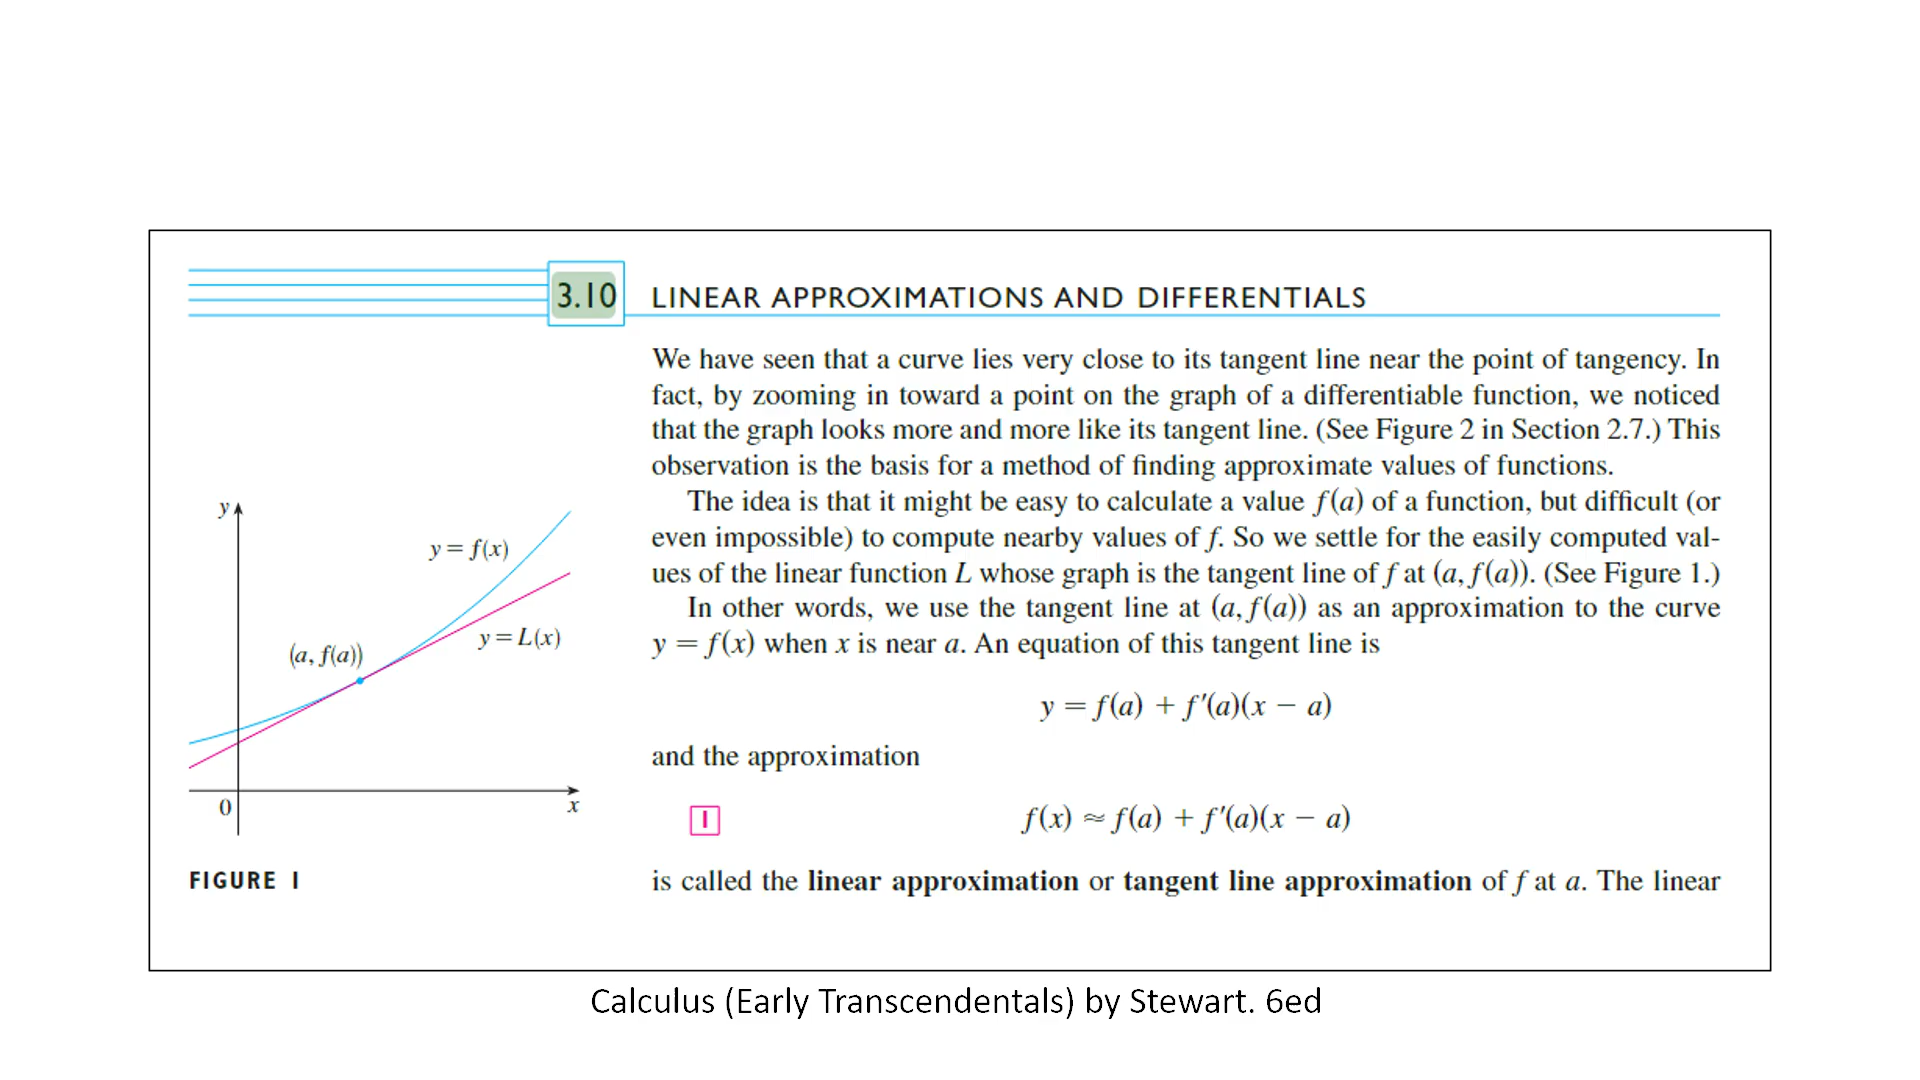 3.10 LINEAR APPROXIMATIONS AND DIFFERENTIALS
We have seen that a curve lies very close to its tangent line near the point of tangency. In
fact, by zooming in toward a point on the graph of a differentiable function, we noticed
that the graph looks more and more like its tangent line. (See Figure 2 in Section 2.7.) This
observation is the basis for a method of finding approximate values of functions.
The idea is that it might be easy to calculate a value f(a) of a function, but difficult (or
even impossible) to compute nearby values of f. So we settle for the easily computed val-
ues of the linear function L whose graph is the tangent line of f at (a, f(a)). (See Figure 1.)
In other words, we use the tangent line at (a, f(a)) as an approximation to the curve
y = f(x) when x is near a. An equation of this tangent line is
y = f(a) + f′(a)(x − a)
and the approximation
1 f(x) ≈ f(a) + f′(a)(x − a)
is called the linear approximation or tangent line approximation of f at a. The linear
y
y = f(x)
y = L(x)
(a, f(a))
0
x
FIGURE 1
Calculus (Early Transcendentals) by Stewart. 6ed